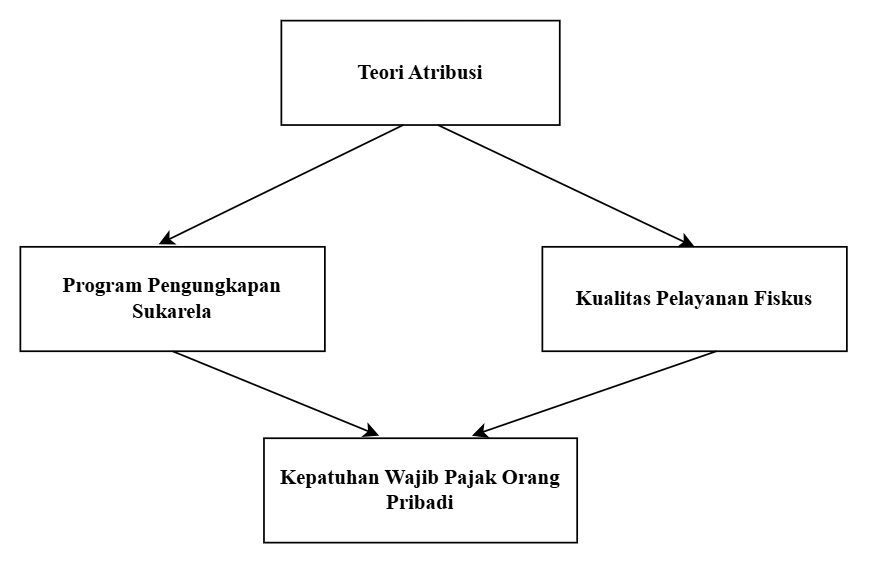 Teori Atribusi
Program Pengungkapan
Sukarela
Kualitas Pelayanan Fiskus
Kepatuhan Wajib Pajak Orang
Pribadi